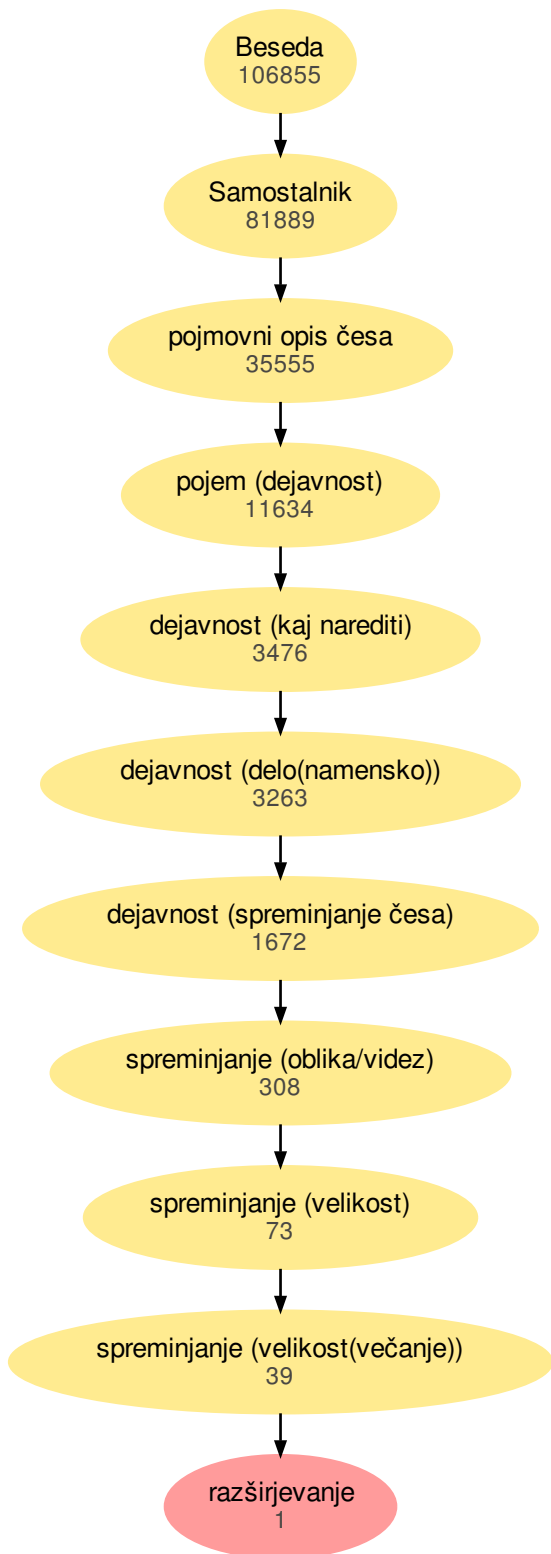 Beseda
106855
Samostalnik
81889
pojmovni opis česa
35555
pojem (dejavnost)
11634
dejavnost (kaj narediti)
3476
dejavnost (delo(namensko))
3263
dejavnost (spreminjanje česa)
1672
spreminjanje (oblika/videz)
308
spreminjanje (velikost)
73
spreminjanje (velikost(večanje))
39
razširjevanje
1